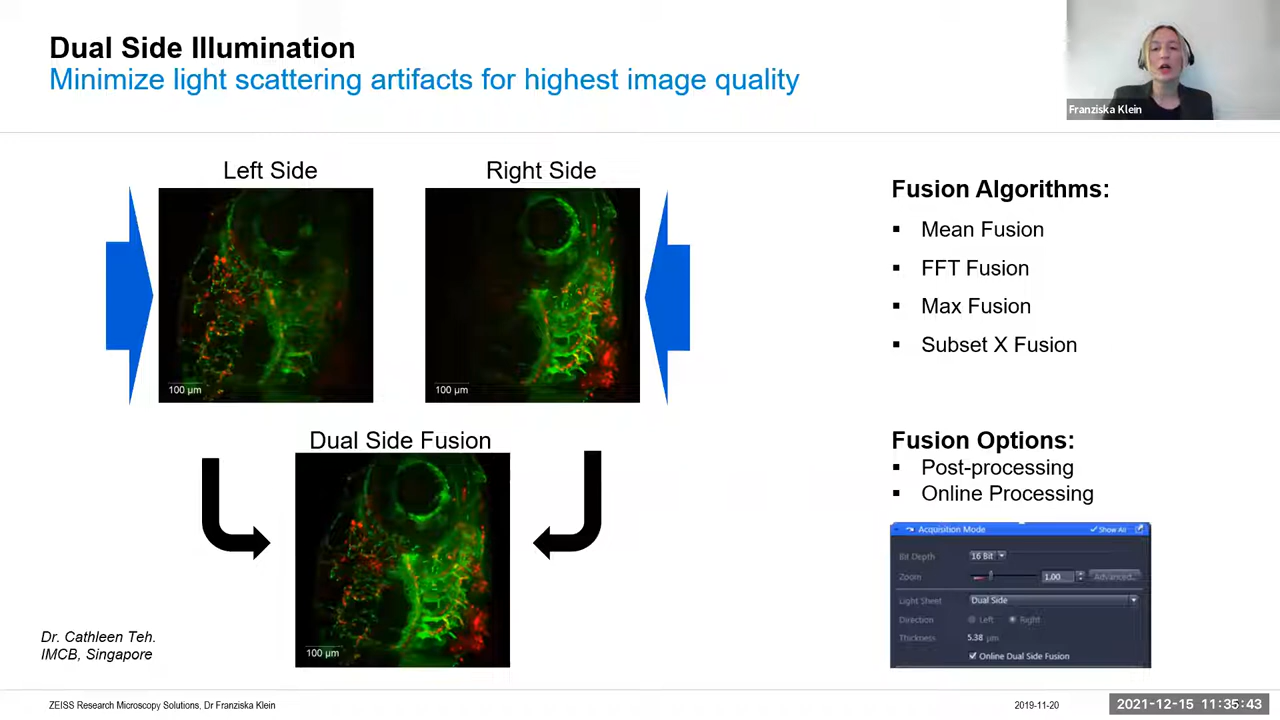 Dual Side Illumination
Minimize light scattering artifacts for highest image quality
Franziska Klein
Left Side
Right Side
100 µm
100 µm
Dual Side Fusion
100 µm
Dr. Cathleen Teh.
IMCB, Singapore
Fusion Algorithms:
Mean Fusion
FFT Fusion
Max Fusion
Subset X Fusion
Fusion Options:
Post-processing
Online Processing
Acquisition Mode
Show All
Bit Depth 16 Bit
Zoom 1.00 Advanced...
Light Sheet Dual Side
Direction Left Right
Thickness 5.38 µm
Online Dual Side Fusion
ZEISS Research Microscopy Solutions, Dr Franziska Klein
2019-11-20
2021-12-15 11:35:43